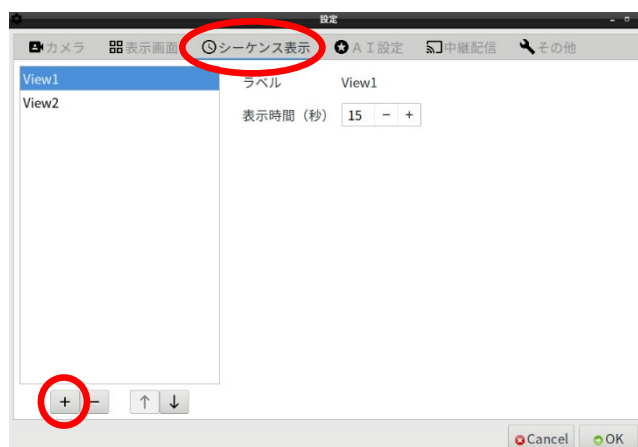 設定
カメラ 表示画面 シーケンス表示 ＡＩ設定 中継配信 その他
View1 ラベル View1
View2 表示時間（秒） 15 - +
+ - ↑ ↓
Cancel OK